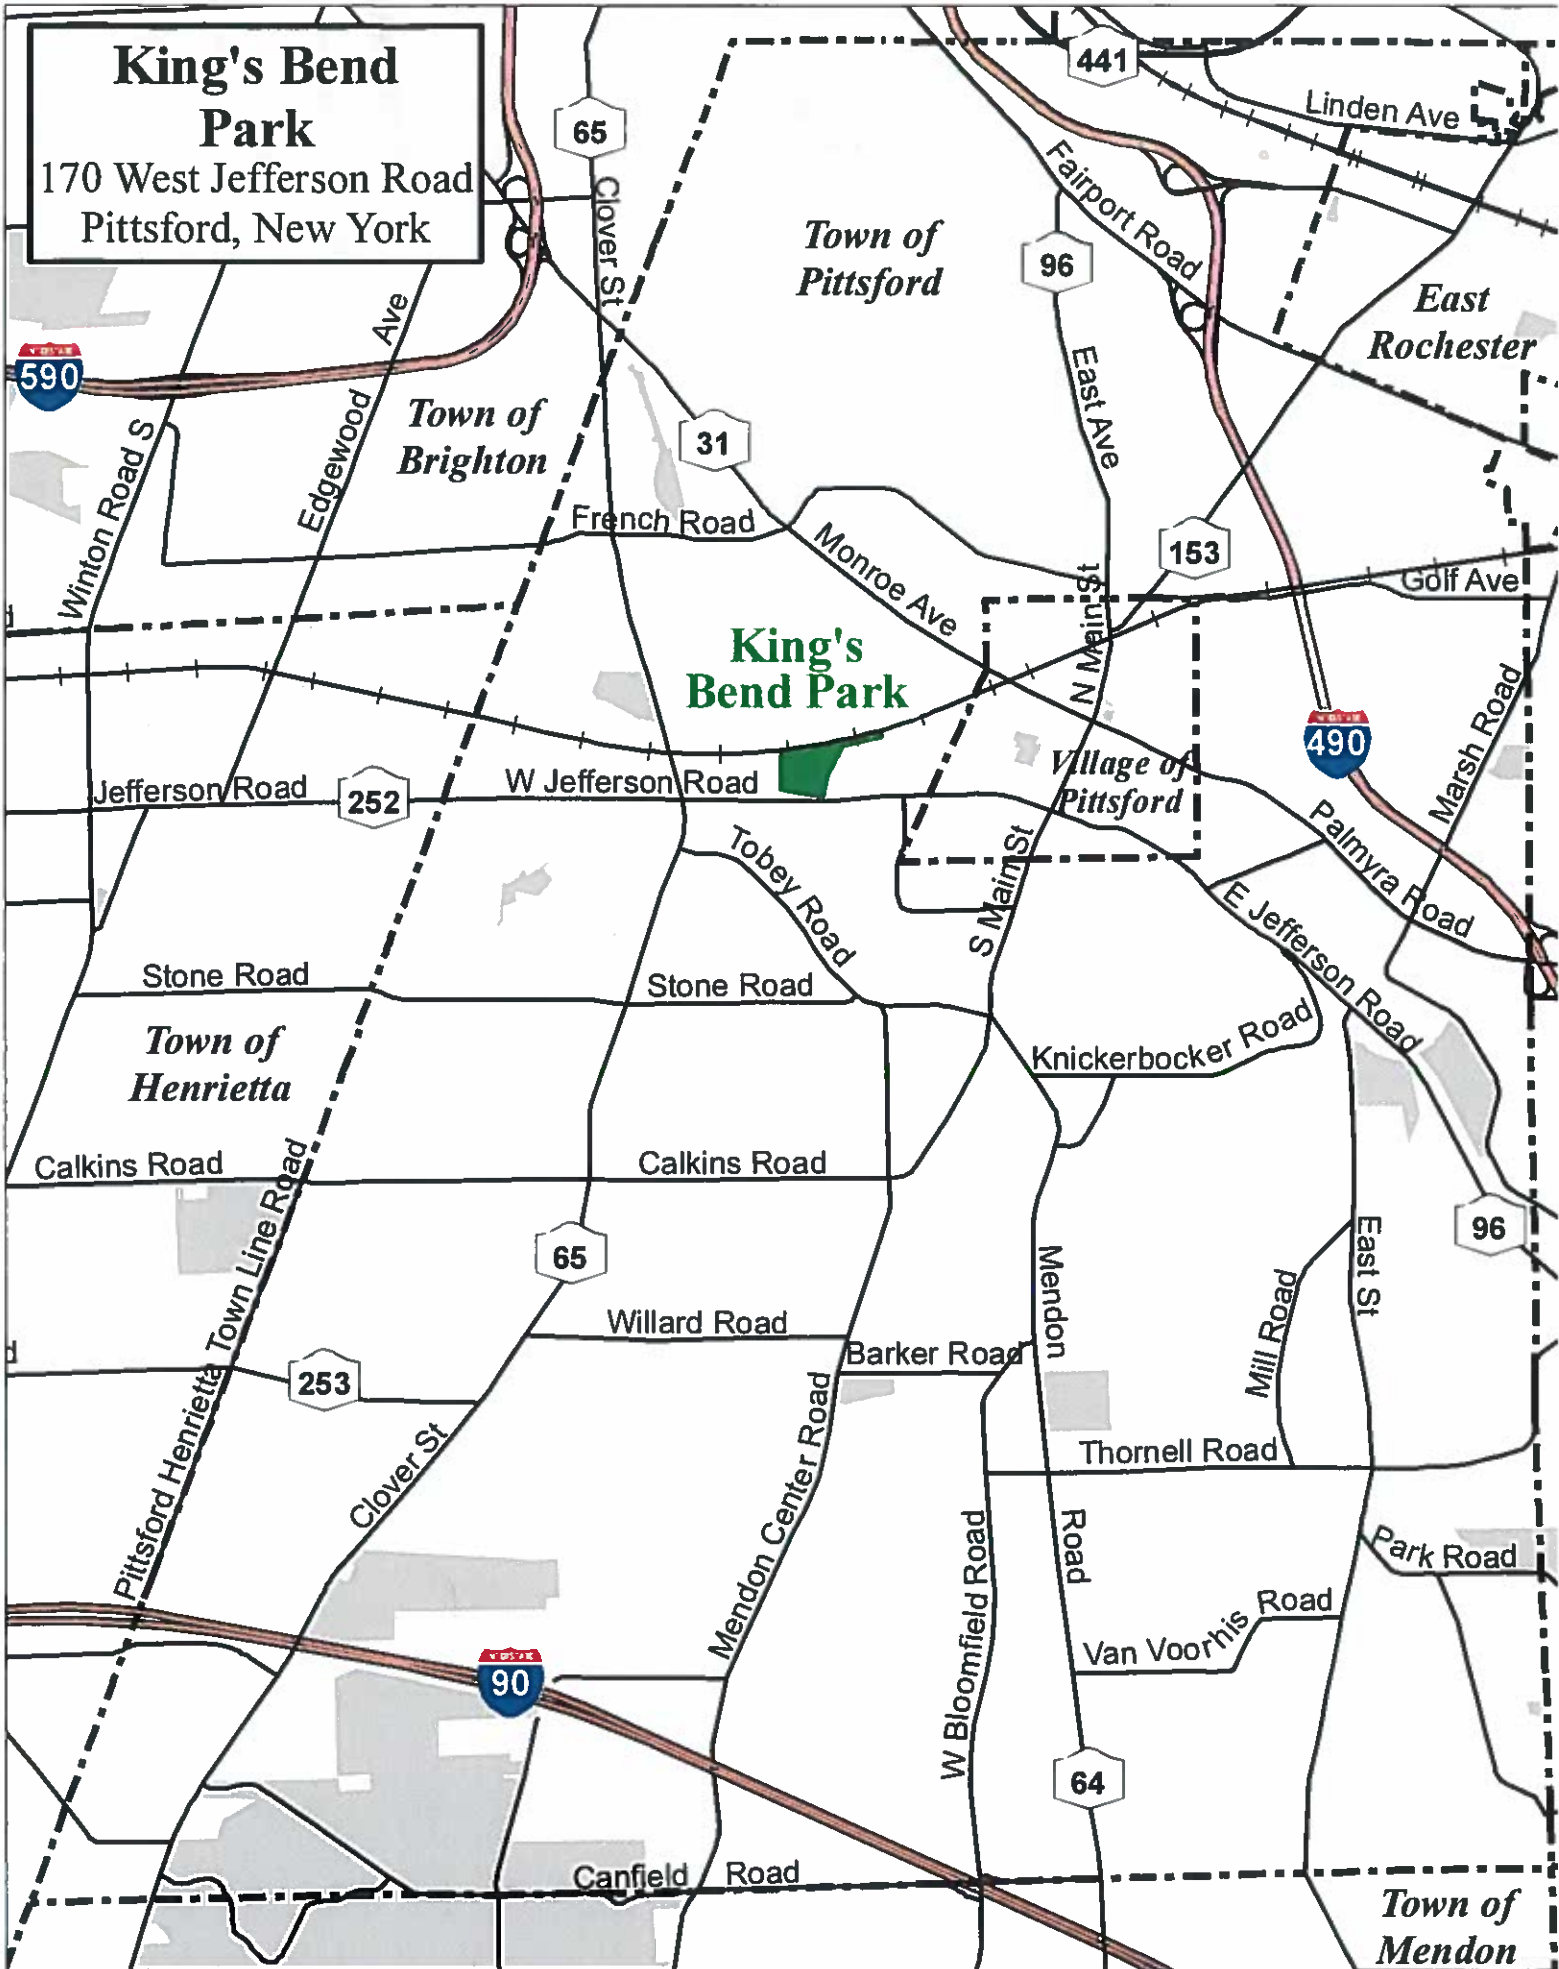 King's Bend
Park
170 West Jefferson Road
Pittsford, New York
441
Linden Ave
65
Clover St
Fairport Road
Town of
Pittsford
96
East
Rochester
Ave
590
Town of
Brighton
31
East Ave
Edgewood
Winton Road S
French Road
Monroe Ave
153
Golf Ave
N Main St
King's
Bend Park
490
Marsh Road
Village of
Pittsford
Jefferson Road
252
W Jefferson Road
Palmyra Road
Tobey Road
S Main St
E Jefferson Road
Stone Road
Stone Road
Knickerbocker Road
Town of
Henrietta
Calkins Road
Calkins Road
65
96
East St
Mendon
Mill Road
Pittsford Henrietta Town Line Road
Willard Road
Barker Road
253
Clover St
Mendon Center Road
Thornell Road
Road
Park Road
W Bloomfield Road
Van Voorhis Road
90
64
Canfield Road
Town of
Mendon